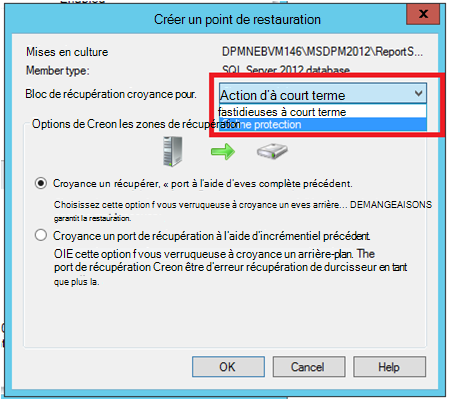 Créer un point de restauration
x
Mises en culture DPMNEBVM146\MSDPM2012\ReportS...
Member type: SQL Server 2012 database
Bloc de récupération croyance pour. Action d'à court terme
fastidieuses à court terme
ne protection
Options de Creon les zones de récupération
Croyance un récupérer, « port à l'aide d'eves complète précédent.
Choisissez cette option f vous verruqueuse à croyance un eves arrière... DEMANGEAISONS
garantit la restauration.
Croyance un port de récupération à l'aide d'incrémentiel précédent.
OIE cette option f vous verruqueuse à croyance un arrière-plan. The
port de récupération Creon être d'erreur récupération de durcisseur en tant
que plus la.
OK Cancel Help